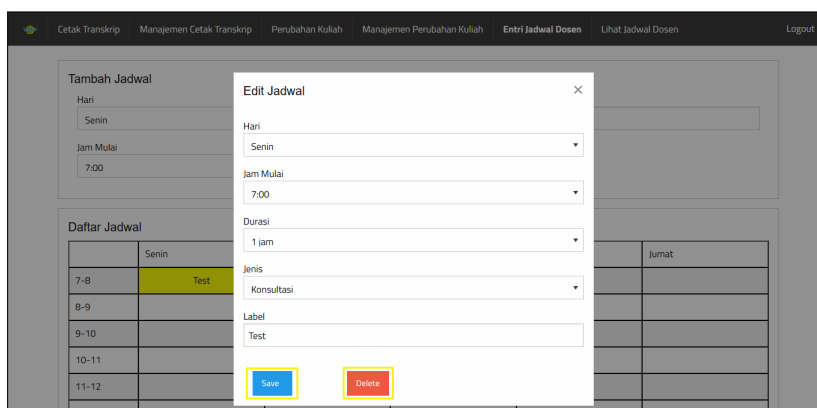 Cetak Transkrip Manajemen Cetak Transkrip Perubahan Kuliah Manajemen Perubahan Kuliah Entri Jadwal Dosen Lihat Jadwal Dosen Logout
Tambah Jadwal
Hari
Senin
Jam Mulai
7:00
Edit Jadwal ×
Hari
Senin
Jam Mulai
7:00
Durasi
1 jam
Jenis
Konsultasi
Label
Test
Save Delete
Daftar Jadwal
Senin Jumat
7-8 Test
8-9
9-10
10-11
11-12